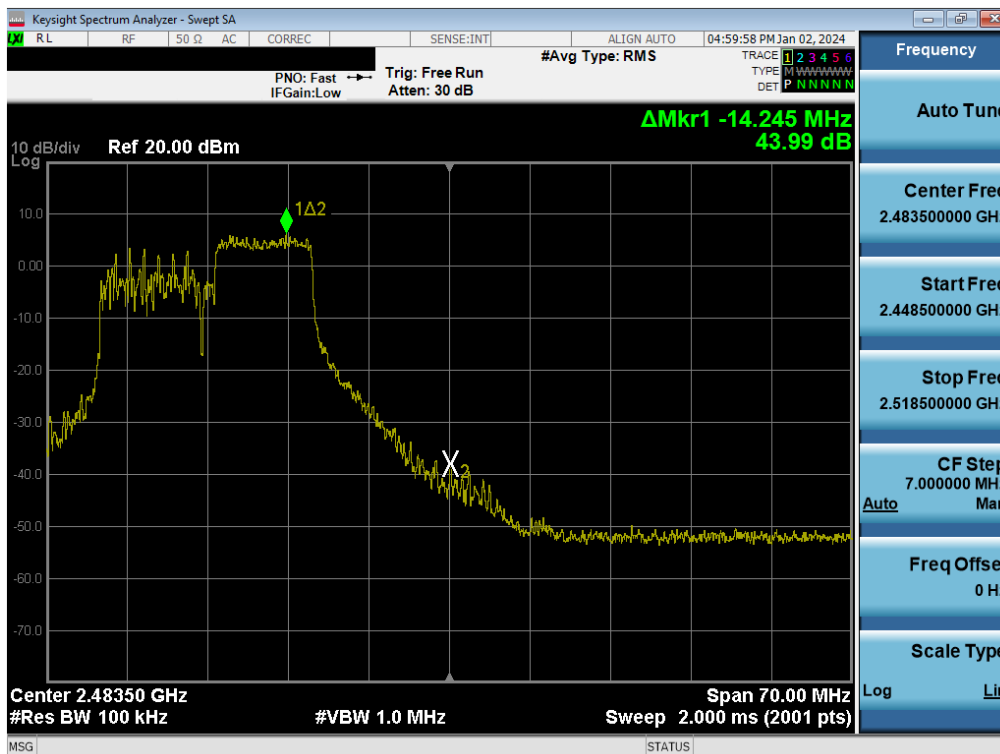 Keysight Spectrum Analyzer - Swept SA
LXI RL RF 50 Ω AC CORREC SENSE:INT ALIGN AUTO 04:59:58 PM Jan 02, 2024
PNO: Fast
IFGain:Low
Trig: Free Run
Atten: 30 dB
#Avg Type: RMS
TRACE 1 2 3 4 5 6
TYPE M W W W W W
DET P N N N N N
ΔMkr1 -14.245 MHz
43.99 dB
10 dB/div Ref 20.00 dBm
Log
10.0
0.00
-10.0
-20.0
-30.0
-40.0
-50.0
-60.0
-70.0
1Δ2
X2
Center 2.48350 GHz Span 70.00 MHz
#Res BW 100 kHz #VBW 1.0 MHz Sweep 2.000 ms (2001 pts)
MSG STATUS
Frequency
Auto Tun
Center Fre
2.483500000 GH
Start Fre
2.448500000 GH
Stop Fre
2.518500000 GH
CF Step
7.000000 MH
Auto Ma
Freq Offse
0 H
Scale Type
Log Li